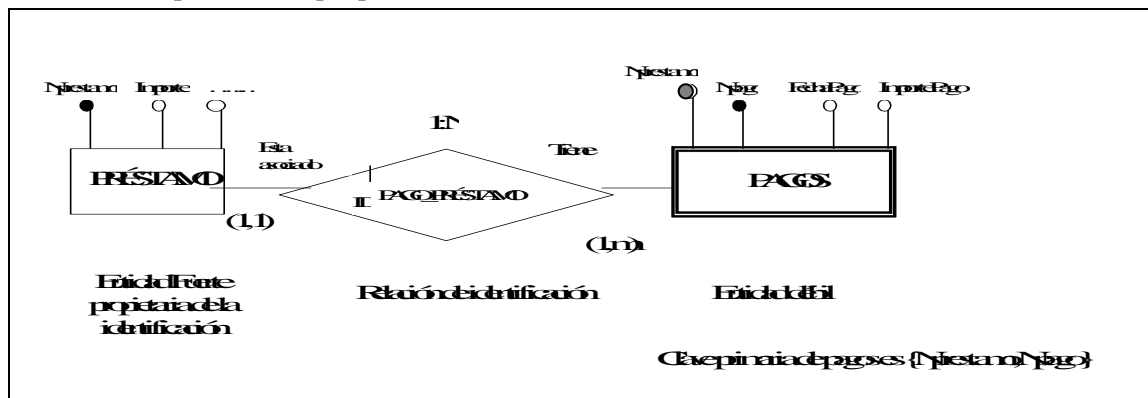 NPrestamo
NPrestamo Importe
NPago FechaPago ImportePago
1:N
Esta
asociado
Tiene
PRÉSTAMO
ID PAGO_PRÉSTAMO
PAGOS
(1,1)
(1,n)
Entidad Fuerte
propietaria de la
identificación
Relación de identificación
Entidad débil
Clave primaria de pagos es {NPrestamo,NPago}